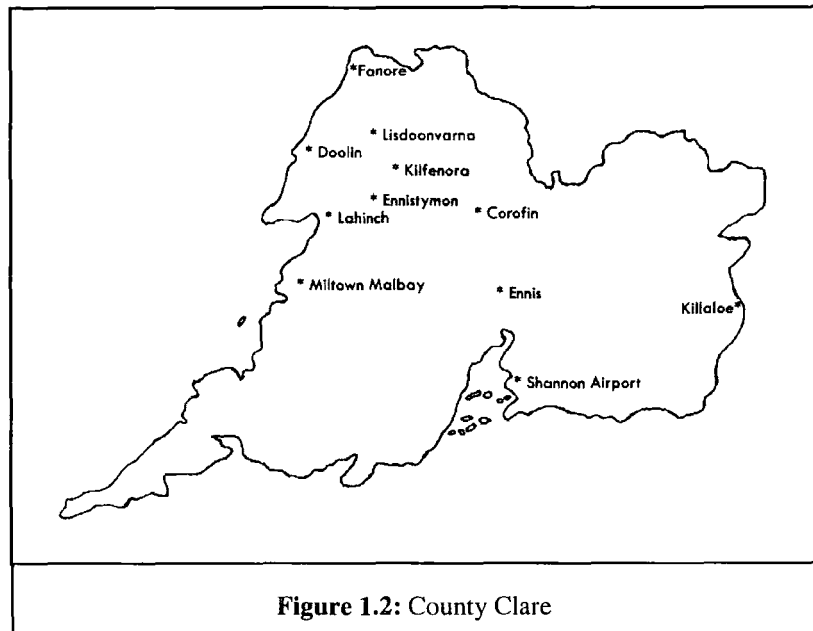 *Fanore
* Lisdoonvarna
* Doolin
* Kilfenora
* Ennistymon
* Lahinch
* Corofin
* Miltown Malbay
* Ennis
Killaloe*
* Shannon Airport
Figure 1.2: County Clare